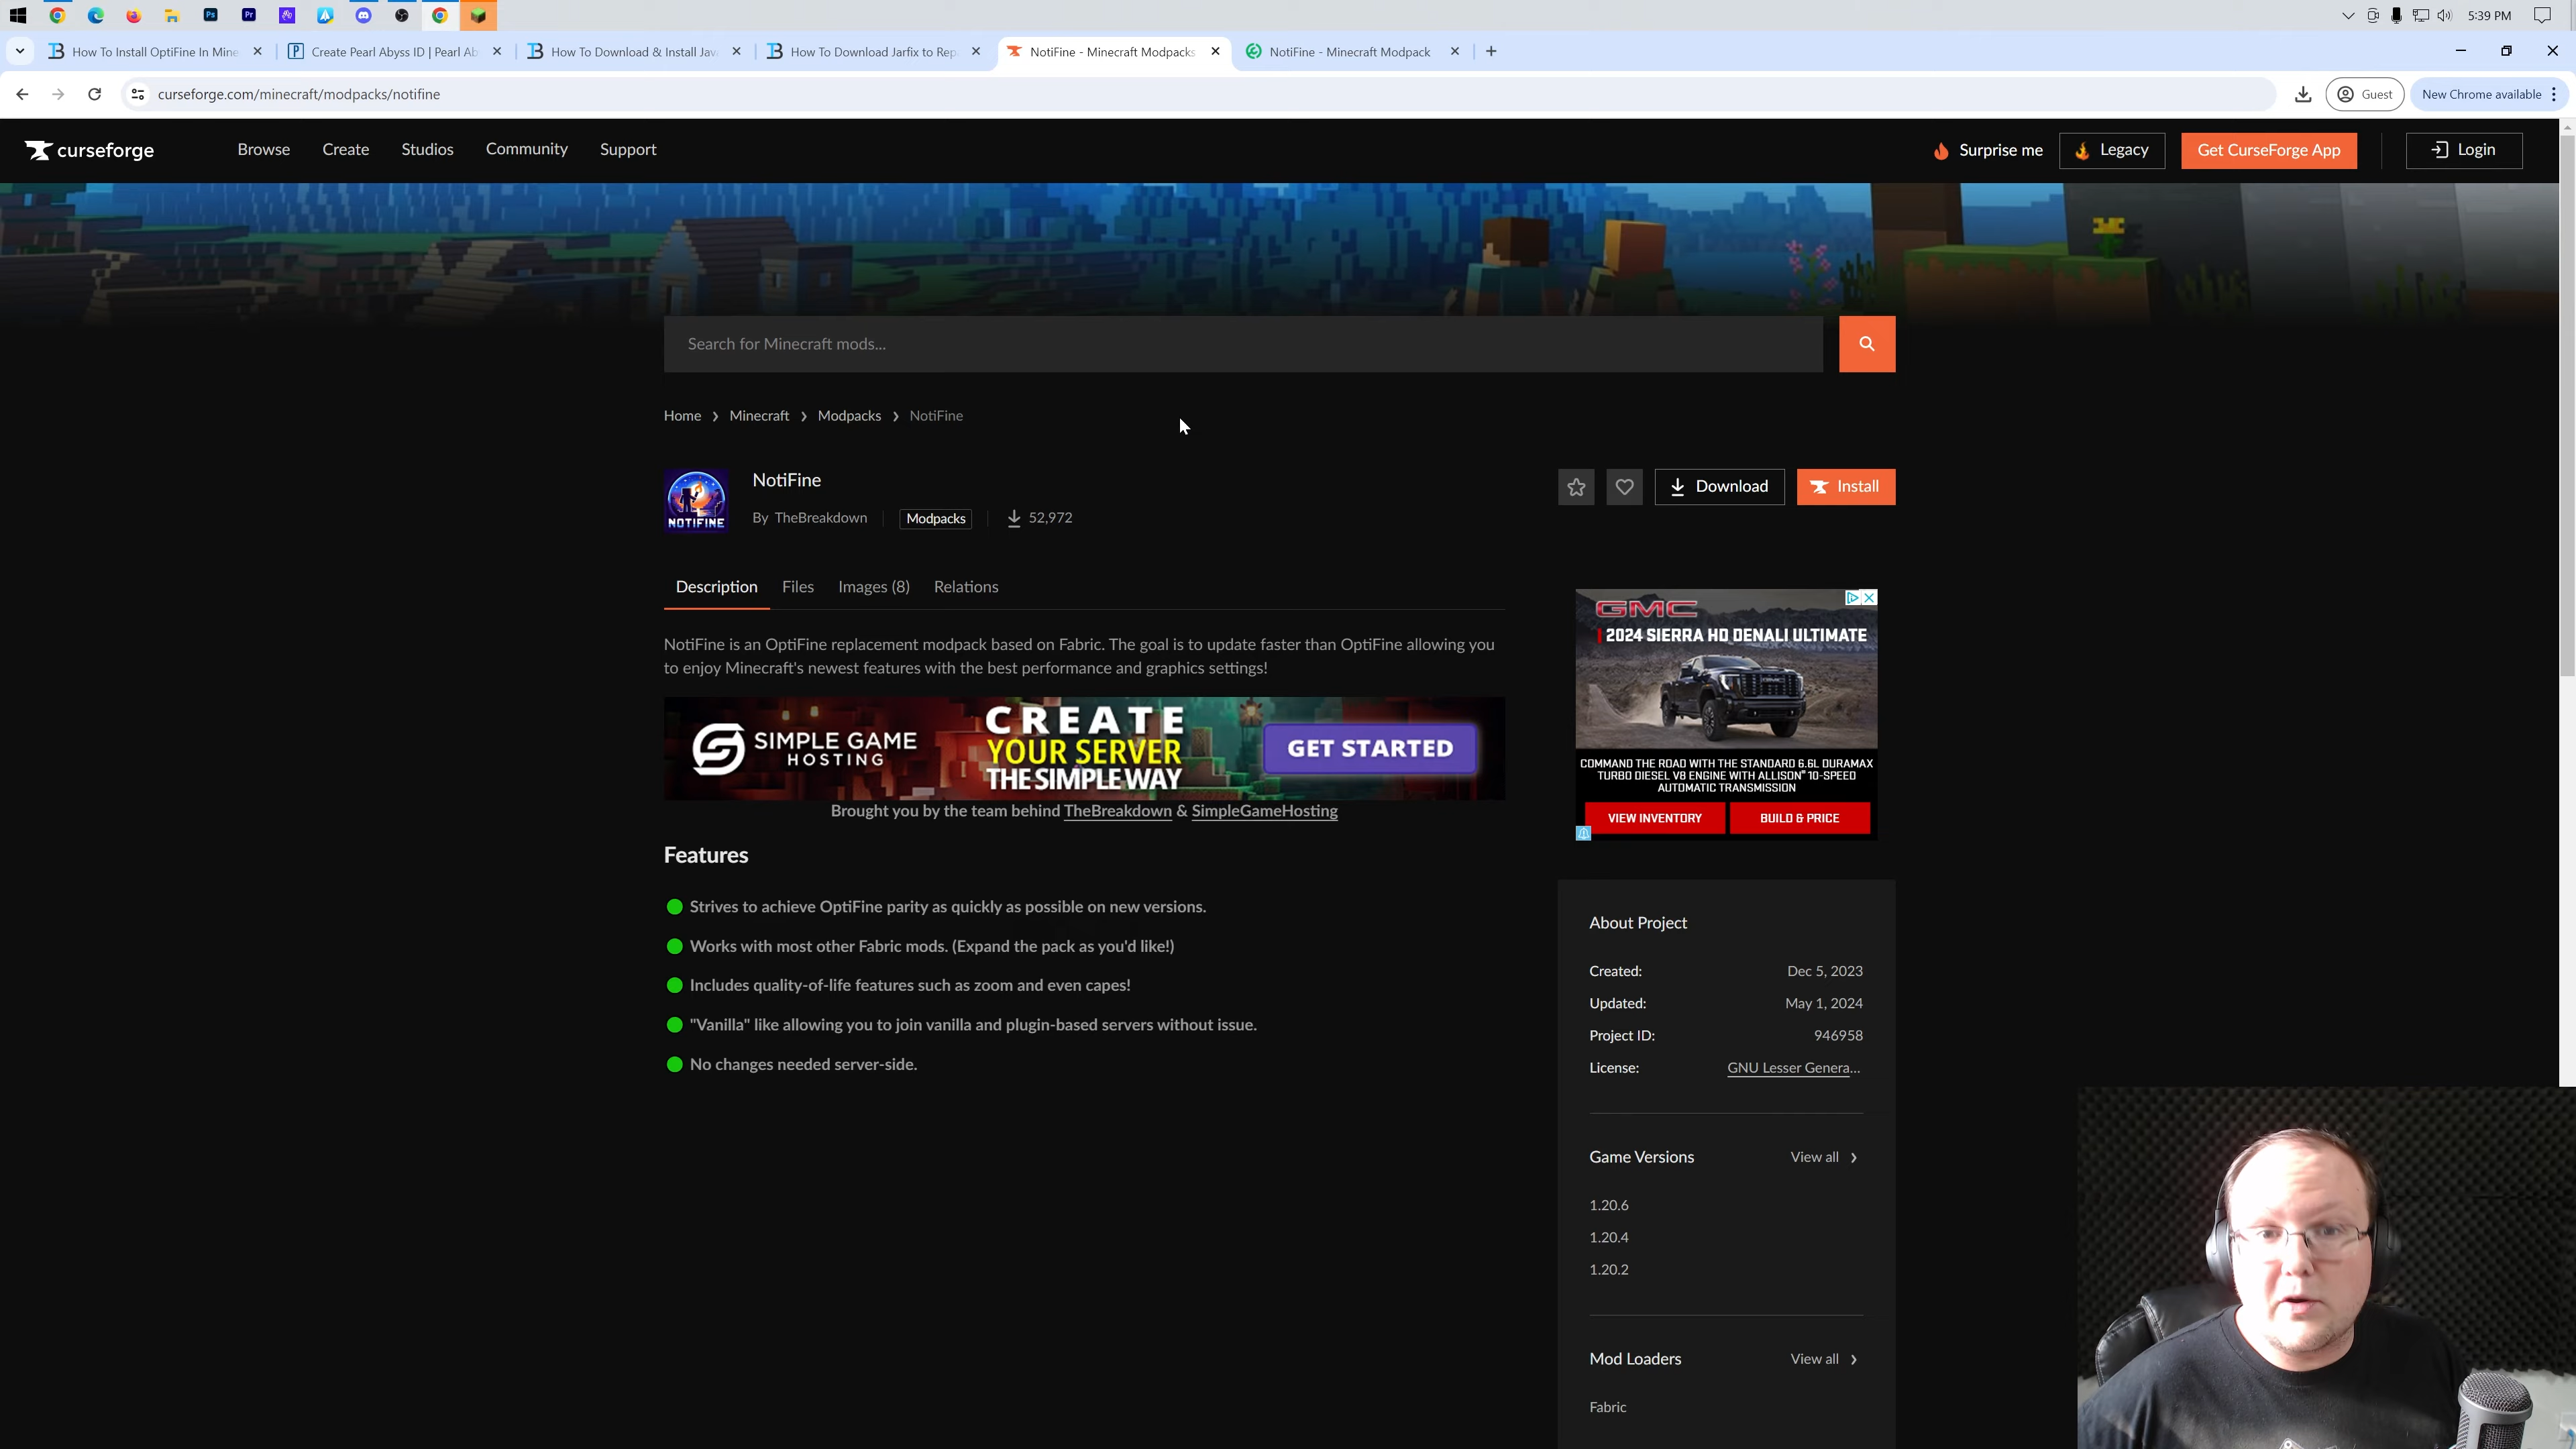 5:39 PM
How To Install OptiFine In Mine
Create Pearl Abyss ID | Pearl Ab
How To Download & Install Jav
How To Download Jarfix to Rep
NotiFine - Minecraft Modpacks
NotiFine - Minecraft Modpack
curseforge.com/minecraft/modpacks/notifine
Guest
New Chrome available
curseforge
Browse
Create
Studios
Community
Support
Surprise me
Legacy
Get CurseForge App
Login
Search for Minecraft mods...
Home
Minecraft
Modpacks
NotiFine
NOTIFINE
NotiFine
By TheBreakdown
Modpacks
52,972
Download
Install
Description
Files
Images (8)
Relations
NotiFine is an OptiFine replacement modpack based on Fabric. The goal is to update faster than OptiFine allowing you
to enjoy Minecraft's newest features with the best performance and graphics settings!
SIMPLE GAME
HOSTING
CREATE
YOUR SERVER
THE SIMPLE WAY
GET STARTED
Brought you by the team behind TheBreakdown & SimpleGameHosting
Features
Strives to achieve OptiFine parity as quickly as possible on new versions.
Works with most other Fabric mods. (Expand the pack as you'd like!)
Includes quality-of-life features such as zoom and even capes!
"Vanilla" like allowing you to join vanilla and plugin-based servers without issue.
No changes needed server-side.
GMC
2024 SIERRA HD DENALI ULTIMATE
COMMAND THE ROAD WITH THE STANDARD 6.6L DURAMAX
TURBO DIESEL V8 ENGINE WITH ALLISON® 10-SPEED
AUTOMATIC TRANSMISSION
VIEW INVENTORY
BUILD & PRICE
About Project
Created: Dec 5, 2023
Updated: May 1, 2024
Project ID: 946958
License: GNU Lesser Genera...
Game Versions
View all
1.20.6
1.20.4
1.20.2
Mod Loaders
View all
Fabric